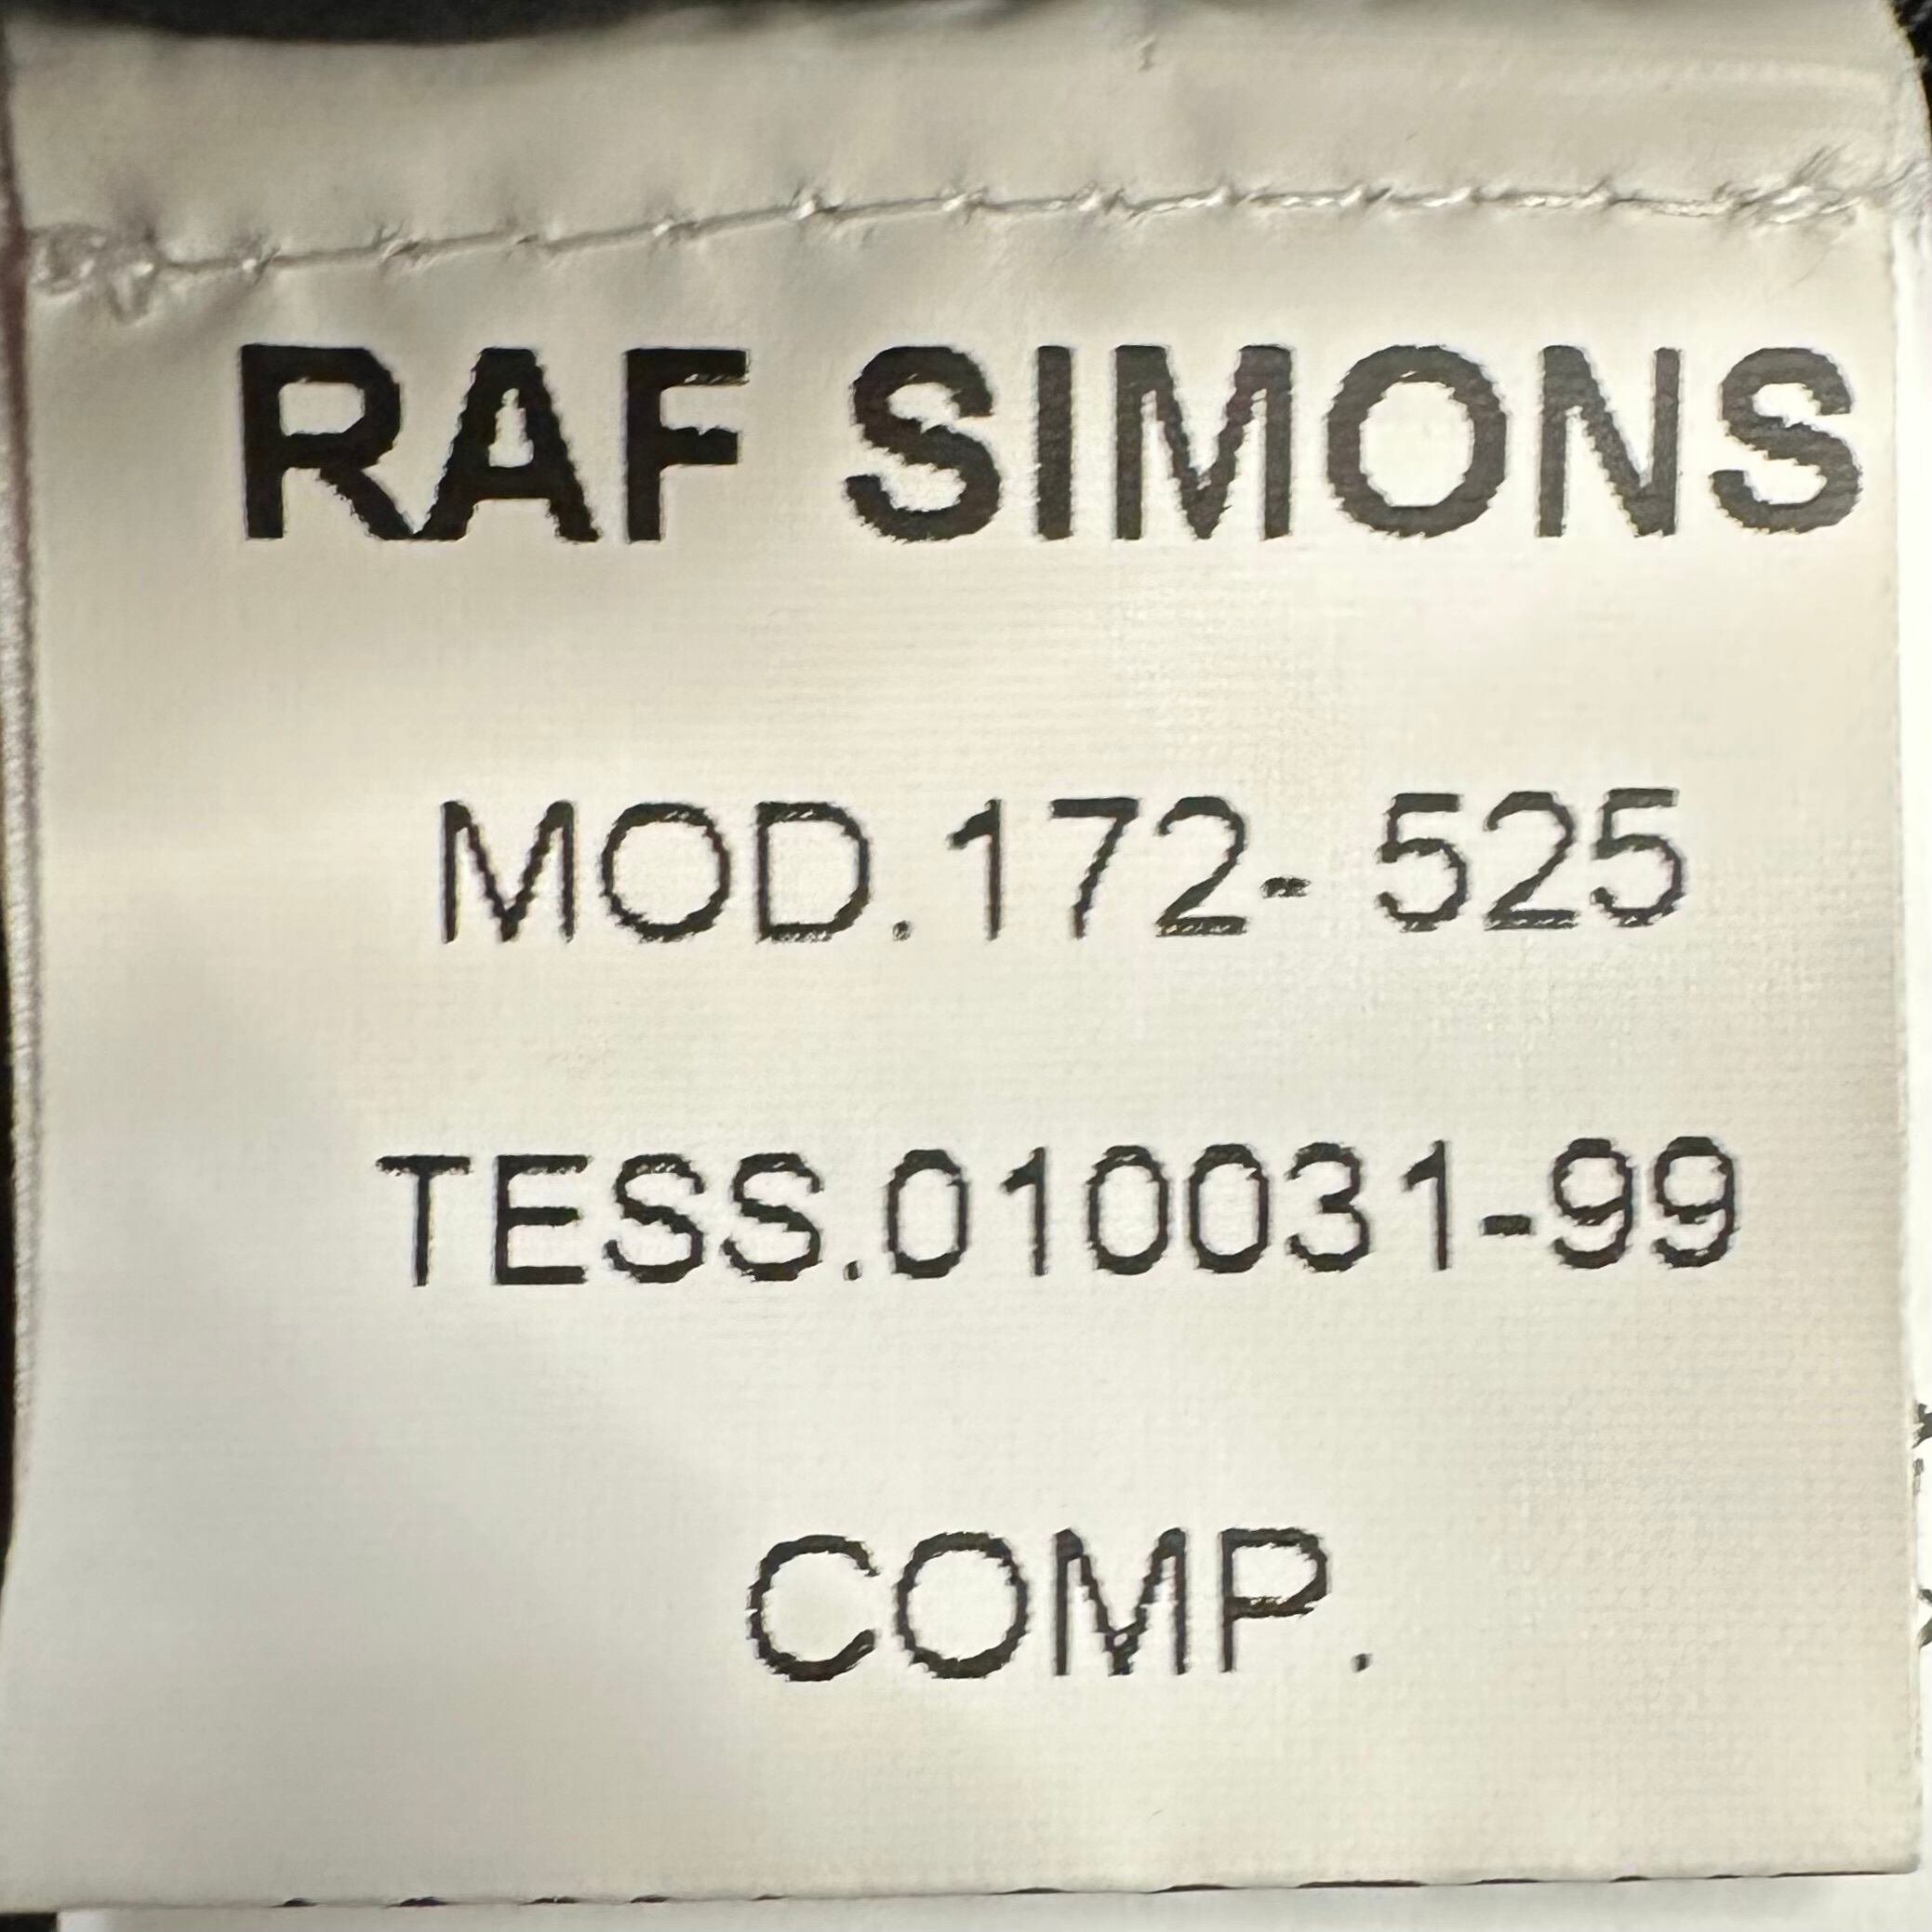 RAF SIMONS
MOD.172- 525
TESS.010031-99
COMP.